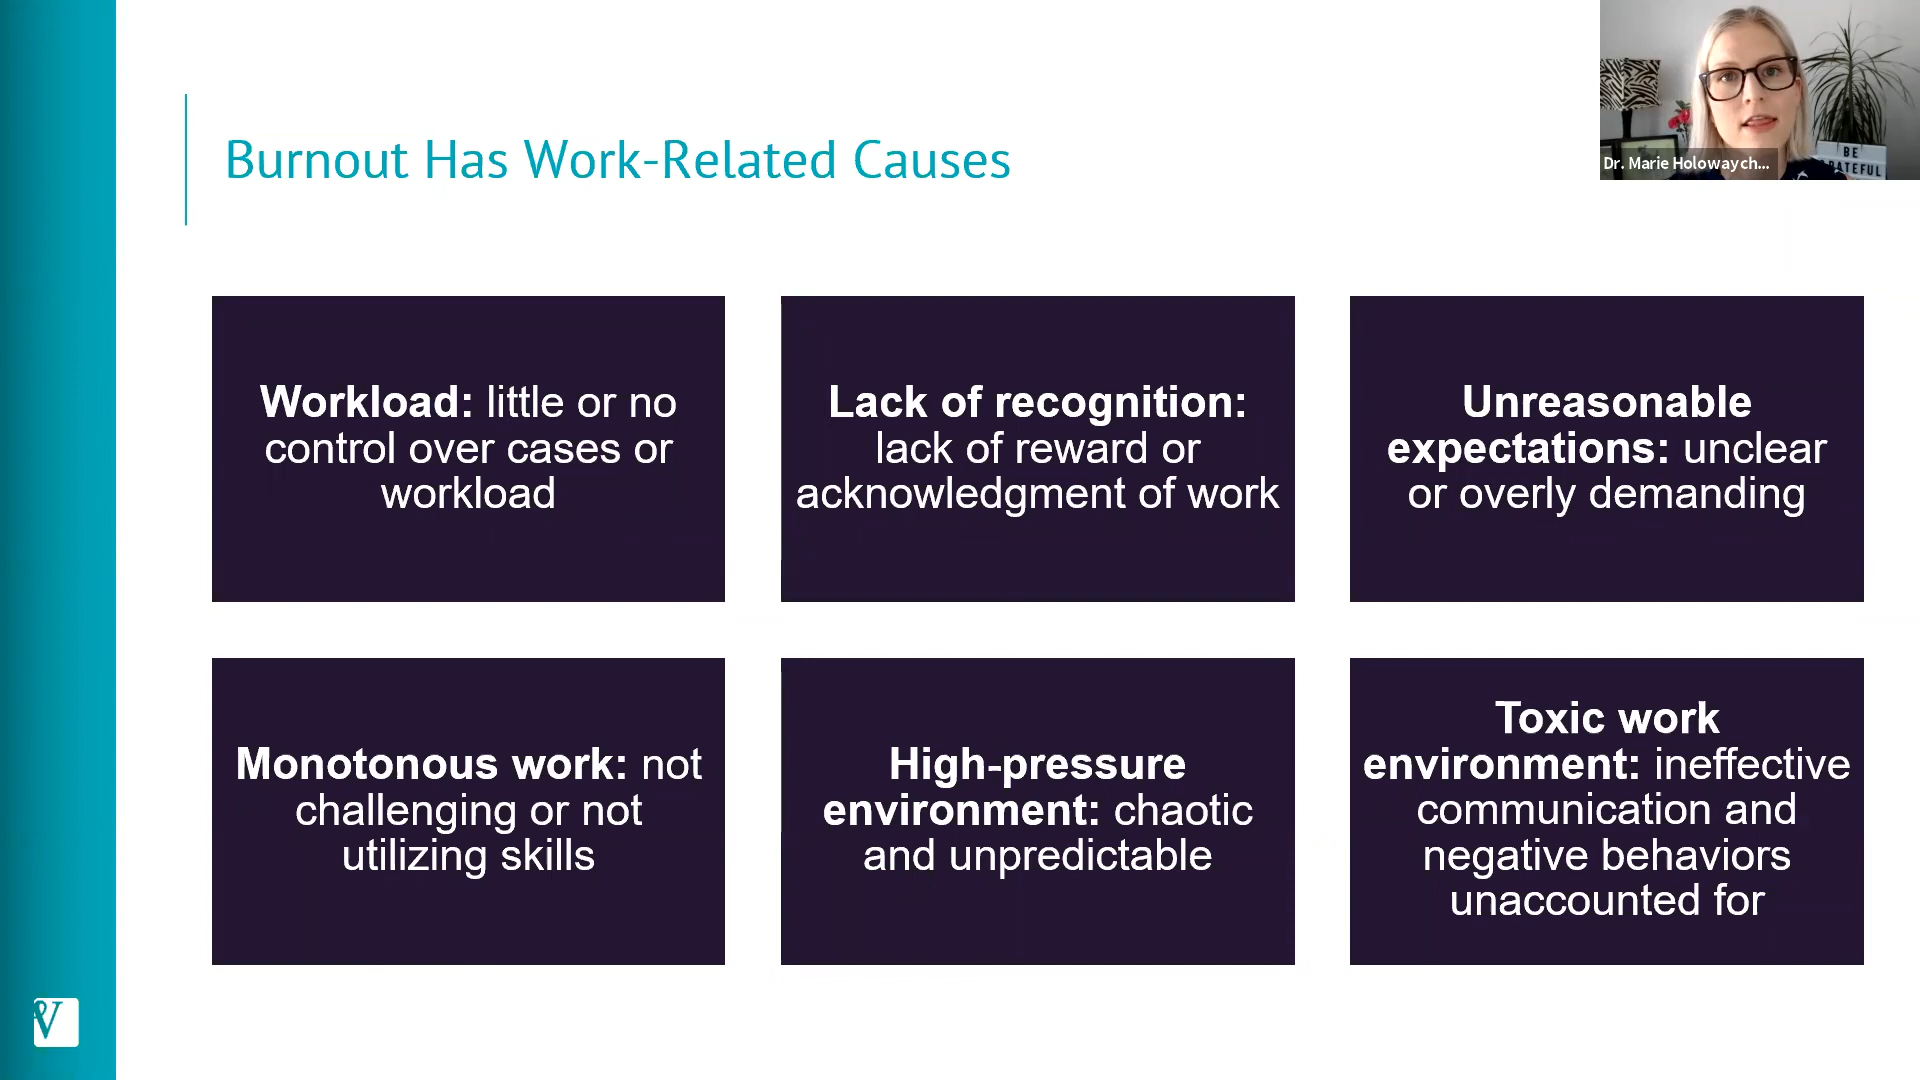 Burnout Has Work-Related Causes
Dr. Marie Holowaych...
BE
Workload: little or no
control over cases or
workload
Lack of recognition:
lack of reward or
acknowledgment of work
Unreasonable
expectations: unclear
or overly demanding
Monotonous work: not
challenging or not
utilizing skills
High-pressure
environment: chaotic
and unpredictable
Toxic work
environment: ineffective
communication and
negative behaviors
unaccounted for
V